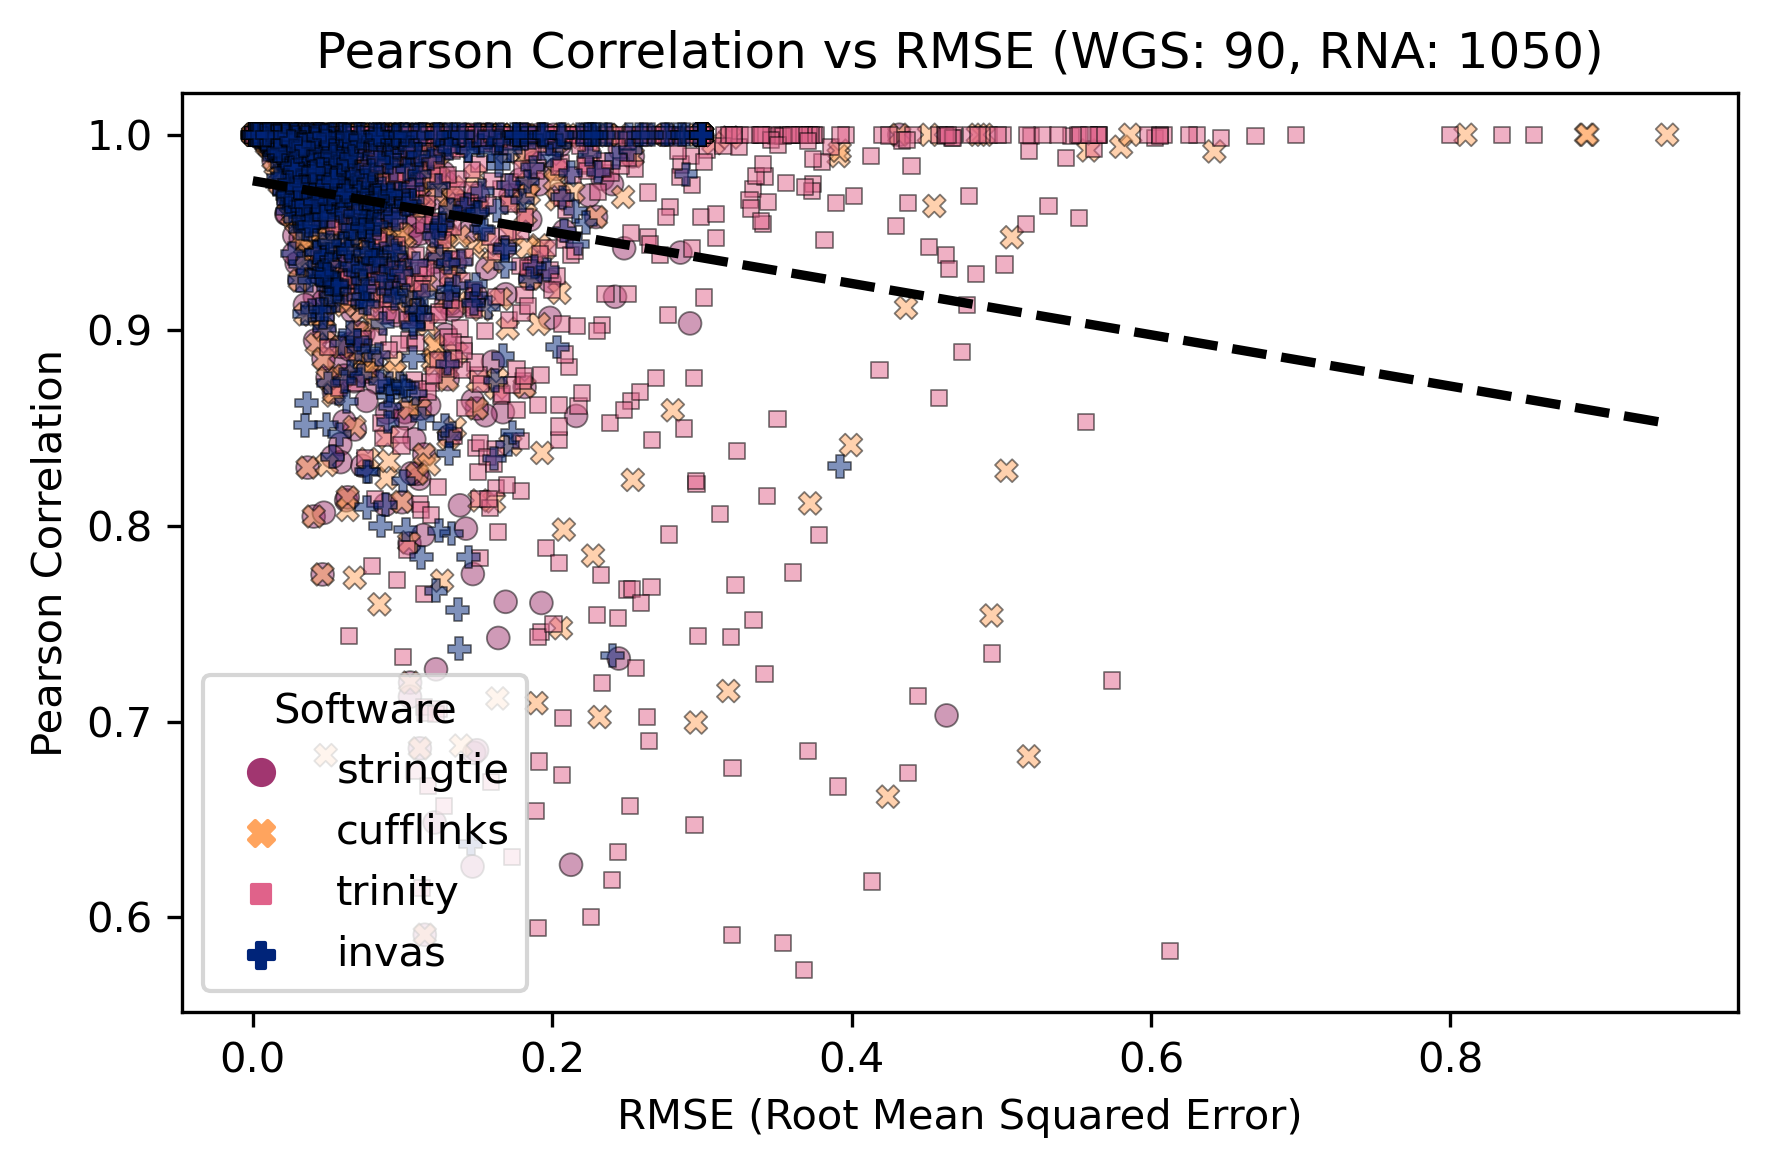 Pearson Correlation vs RMSE (WGS: 90, RNA: 1050)
Pearson Correlation
1.0
0.9
0.8
0.7
0.6
Software
stringtie
cufflinks
trinity
invas
0.0
0.2
0.4
0.6
0.8
RMSE (Root Mean Squared Error)